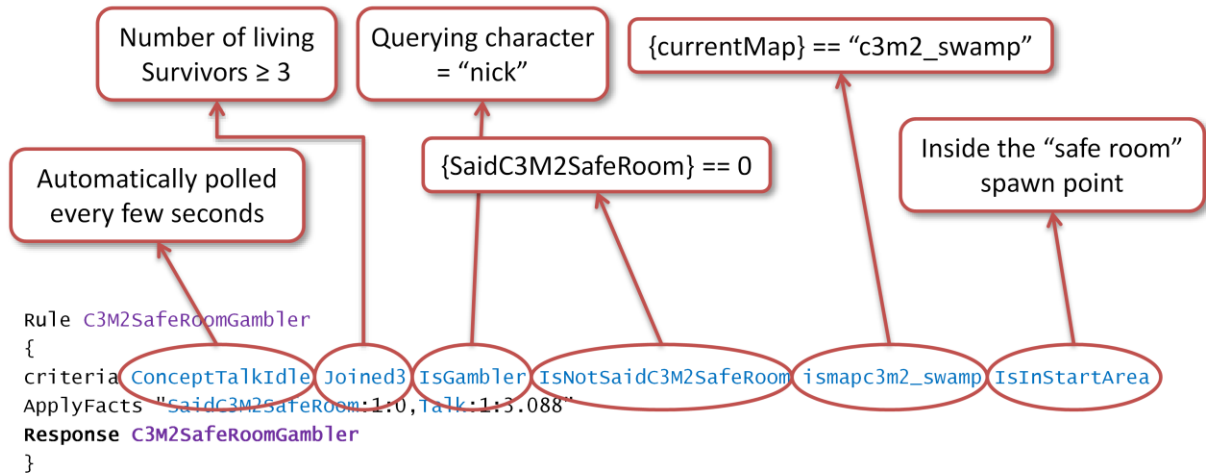 Number of living
Survivors ≥ 3
Querying character
= “nick”
{currentMap} == “c3m2_swamp”
Automatically polled
every few seconds
{SaidC3M2SafeRoom} == 0
Inside the “safe room”
spawn point
Rule C3M2SafeRoomGambler
{
criteria ConceptTalkIdle Joined3 IsGambler IsNotSaidC3M2SafeRoom ismapc3m2_swamp IsInStartArea
ApplyFacts "SaidC3M2SafeRoom:1:0,Talk:1:3.088”
Response C3M2SafeRoomGambler
}